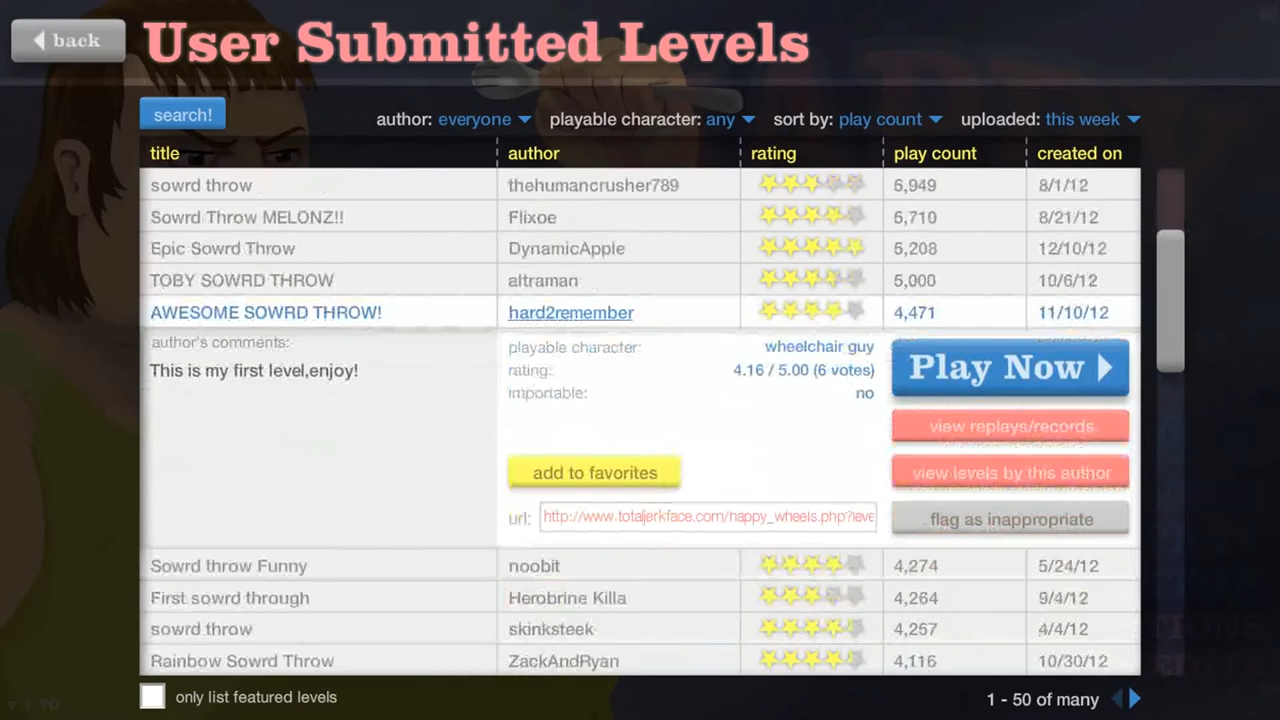 back
User Submitted Levels
search!
author: everyone playable character: any sort by: play count uploaded: this week
title author rating play count created on
sowrd throw thehumancrusher789 5,949 8/1/12
Sowrd Throw MELONZ!! Flixoe 5,710 8/21/12
Epic Sowrd Throw DynamicApple 5,208 12/10/12
TOBY SOWRD THROW altraman 5,000 10/6/12
AWESOME SOWRD THROW! hard2remember 4,471 11/10/12
author's comments:
This is my first level,enjoy!
playable character: wheelchair guy
rating: 4.16 / 5.00 (6 votes)
importable: no
add to favorites
url: http://www.totaljerkface.com/happy_wheels.php?leve
Play Now
view replays/records
view levels by this author
flag as inappropriate
Sowrd throw Funny noobit 4,274 5/24/12
First sowrd through Herobrine Killa 4,264 9/4/12
sowrd throw skinksteek 4,257 4/4/12
Rainbow Sowrd Throw ZackAndRyan 4,116 10/30/12
only list featured levels
1 - 50 of many
v 1.70